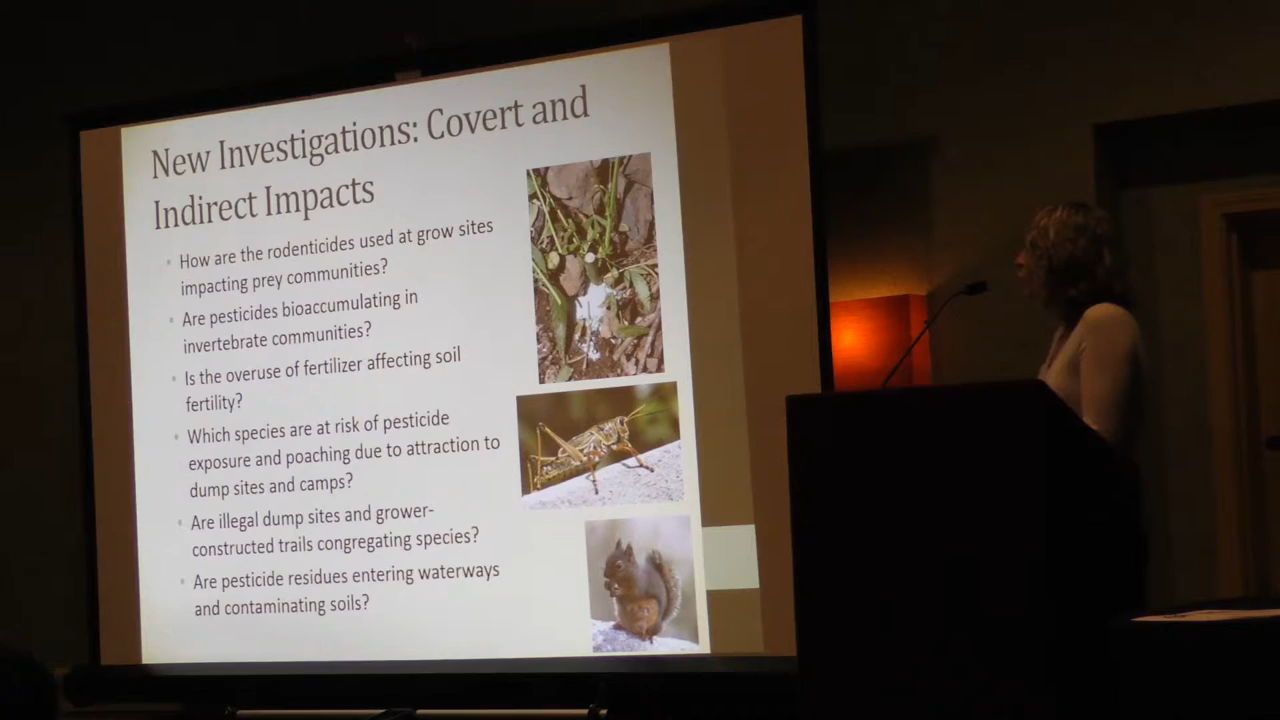 New Investigations: Covert and
Indirect Impacts
• How are the rodenticides used at grow sites
impacting prey communities?
• Are pesticides bioaccumulating in
invertebrate communities?
• Is the overuse of fertilizer affecting soil
fertility?
• Which species are at risk of pesticide
exposure and poaching due to attraction to
dump sites and camps?
• Are illegal dump sites and grower-
constructed trails congregating species?
• Are pesticide residues entering waterways
and contaminating soils?